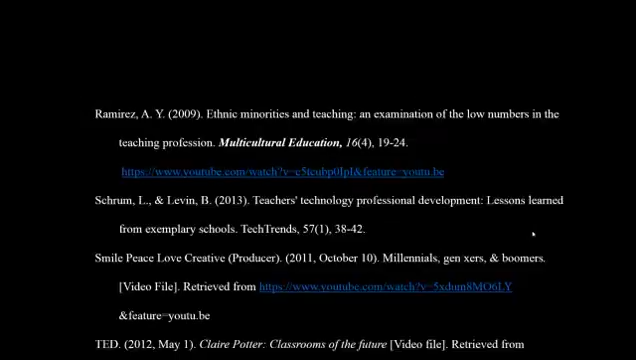 Ramirez, A. Y. (2009). Ethnic minorities and teaching: an examination of the low numbers in the
teaching profession. Multicultural Education, 16(4), 19-24.
https://www.youtube.com/watch?v=c5tcubp0IpI&feature=youtu.be
Schrum, L., & Levin, B. (2013). Teachers' technology professional development: Lessons learned
from exemplary schools. TechTrends, 57(1), 38-42.
Smile Peace Love Creative (Producer). (2011, October 10). Millennials, gen xers, & boomers.
[Video File]. Retrieved from https://www.youtube.com/watch?v=5xdum8MO6LY
&feature=youtu.be
TED. (2012, May 1). Claire Potter: Classrooms of the future [Video file]. Retrieved from